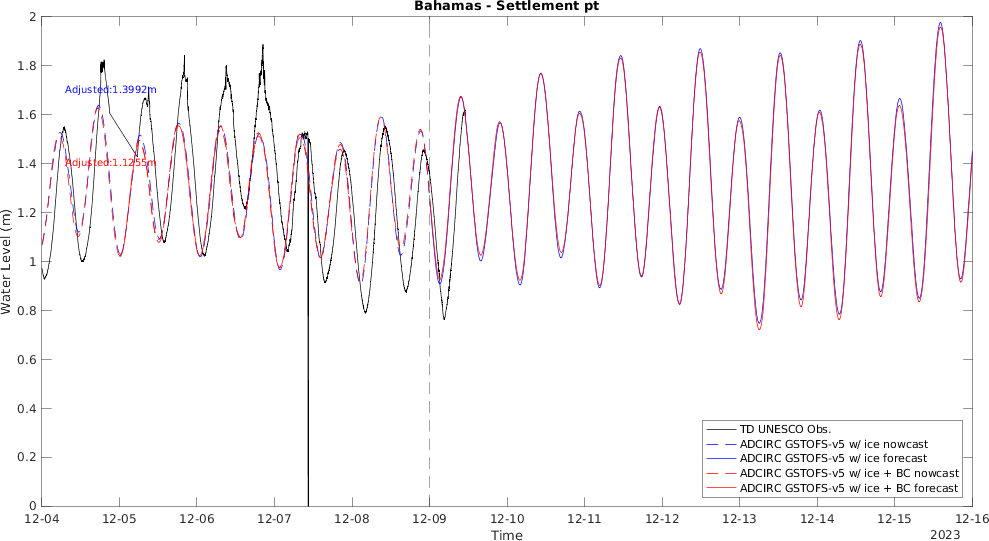 Bahamas - Settlement pt
2
1.8
1.6
1.4
1.2
1
0.8
0.6
0.4
0.2
0
Water Level (m)
Adjusted:1.3992m
Adjusted:1.1255m
TD UNESCO Obs.
ADCIRC GSTOFS-v5 w/ ice nowcast
ADCIRC GSTOFS-v5 w/ ice forecast
ADCIRC GSTOFS-v5 w/ ice + BC nowcast
ADCIRC GSTOFS-v5 w/ ice + BC forecast
12-04 12-05 12-06 12-07 12-08 12-09 12-10 12-11 12-12 12-13 12-14 12-15 12-16
Time
2023